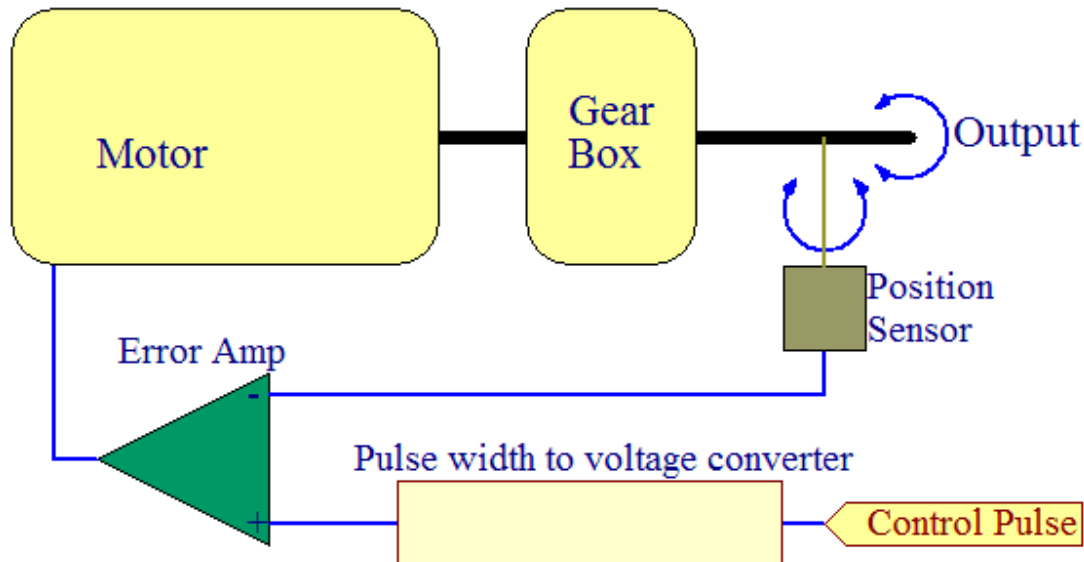 Motor
Gear
Box
Output
Position
Sensor
Error Amp
-
Pulse width to voltage converter
+
Control Pulse